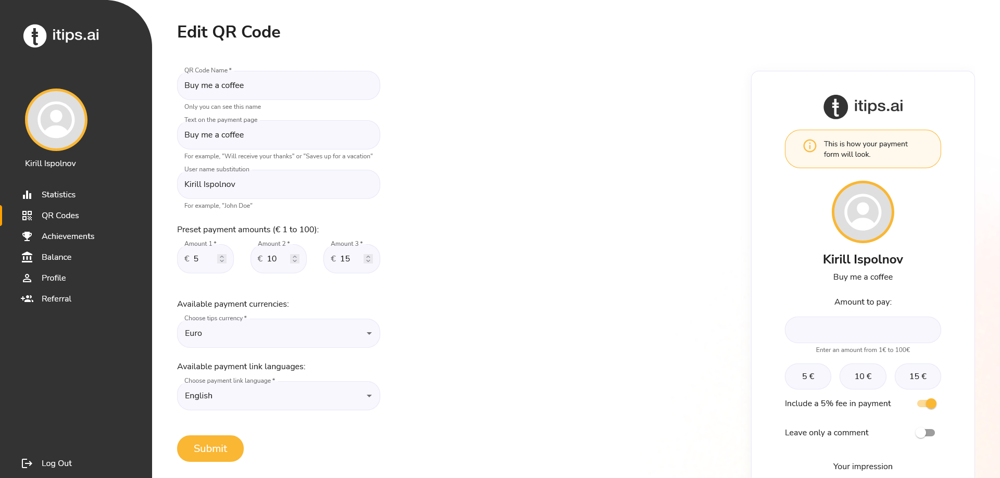 itips.ai
Kirill Ispolnov
Statistics
QR Codes
Achievements
Balance
Profile
Referral
Log Out
Edit QR Code
QR Code Name *
Buy me a coffee
Only you can see this name
Text on the payment page
Buy me a coffee
For example, "Will receive your thanks" or "Saves up for a vacation"
User name substitution
Kirill Ispolnov
For example, "John Doe"
Preset payment amounts (€ 1 to 100):
Amount 1 * Amount 2 * Amount 3 *
€ 5 € 10 € 15
Available payment currencies:
Choose tips currency *
Euro
Available payment link languages:
Choose payment link language *
English
Submit
itips.ai
This is how your payment
form will look.
Kirill Ispolnov
Buy me a coffee
Amount to pay:
Enter an amount from 1€ to 100€
5 € 10 € 15 €
Include a 5% fee in payment
Leave only a comment
Your impression